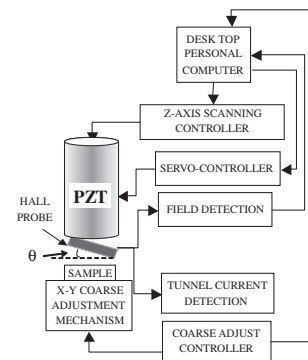 DESK TOP
PERSONAL
COMPUTER
Z-AXIS SCANNING
CONTROLLER
SERVO-CONTROLLER
PZT
HALL
PROBE
FIELD DETECTION
θ
SAMPLE
X-Y COARSE
ADJUSTMENT
MECHANISM
TUNNEL CURRENT
DETECTION
COARSE ADJUST
CONTROLLER